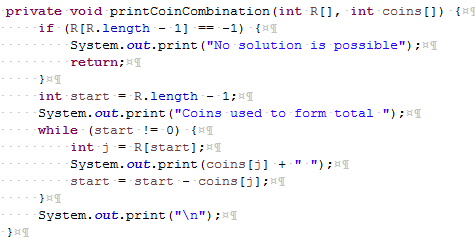 private void printCoinCombination(int R[], int coins[]) {
if (R[R.length - 1] == -1) {
System.out.print("No solution is possible");
return;
}
int start = R.length - 1;
System.out.print("Coins used to form total ");
while (start != 0) {
int j = R[start];
System.out.print(coins[j] + " ");
start = start - coins[j];
}
System.out.print("\n");
}